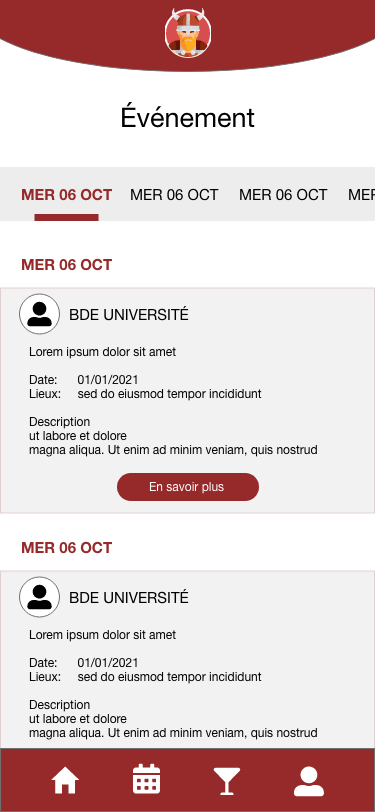 Événement
MER 06 OCT MER 06 OCT MER 06 OCT MER
MER 06 OCT
BDE UNIVERSITÉ
Lorem ipsum dolor sit amet
Date: 01/01/2021
Lieux: sed do eiusmod tempor incididunt
Description
ut labore et dolore
magna aliqua. Ut enim ad minim veniam, quis nostrud
En savoir plus
MER 06 OCT
BDE UNIVERSITÉ
Lorem ipsum dolor sit amet
Date: 01/01/2021
Lieux: sed do eiusmod tempor incididunt
Description
ut labore et dolore
magna aliqua. Ut enim ad minim veniam, quis nostrud